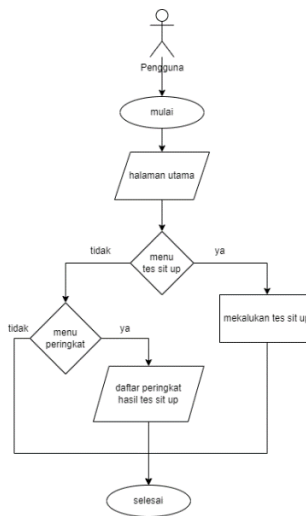 Pengguna
mulai
halaman utama
menu
tes sit up
tidak
ya
menu
peringkat
tidak
ya
mekalukan tes sit up
daftar peringkat
hasil tes sit up
selesai